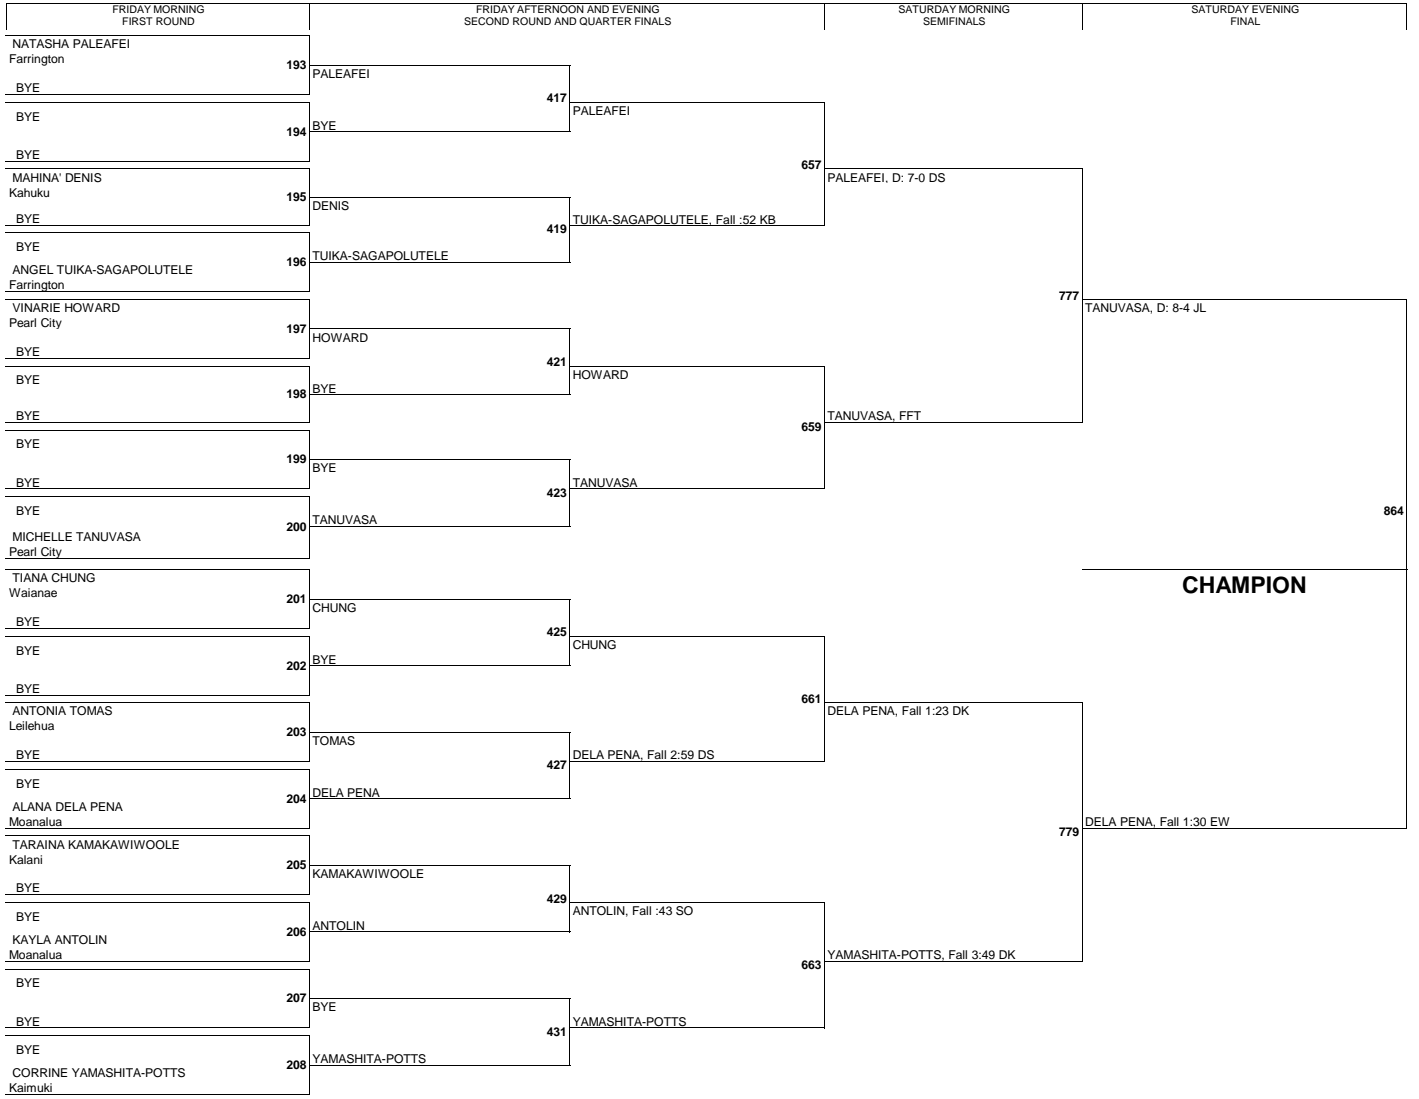 FRIDAY MORNING
FIRST ROUND
FRIDAY AFTERNOON AND EVENING
SECOND ROUND AND QUARTER FINALS
SATURDAY MORNING
SEMIFINALS
SATURDAY EVENING
FINAL
NATASHA PALEAFEI
Farrington
193
BYE
BYE
194
BYE
MAHINA' DENIS
Kahuku
195
BYE
BYE
196
ANGEL TUIKA-SAGAPOLUTELE
Farrington
VINARIE HOWARD
Pearl City
197
BYE
BYE
198
BYE
BYE
199
BYE
BYE
200
MICHELLE TANUVASA
Pearl City
TIANA CHUNG
Waianae
201
BYE
BYE
202
BYE
ANTONIA TOMAS
Leilehua
203
BYE
BYE
204
ALANA DELA PENA
Moanalua
TARAINA KAMAKAWIWOOLE
Kalani
205
BYE
BYE
206
KAYLA ANTOLIN
Moanalua
BYE
207
BYE
BYE
208
CORRINE YAMASHITA-POTTS
Kaimuki
PALEAFEI
417
BYE
DENIS
419
TUIKA-SAGAPOLUTELE
HOWARD
421
BYE
BYE
423
TANUVASA
CHUNG
425
BYE
TOMAS
427
DELA PENA
KAMAKAWIWOOLE
429
ANTOLIN
BYE
431
YAMASHITA-POTTS
PALEAFEI
657
TUIKA-SAGAPOLUTELE, Fall :52 KB
HOWARD
659
TANUVASA
CHUNG
661
DELA PENA, Fall 2:59 DS
ANTOLIN, Fall :43 SO
663
YAMASHITA-POTTS
PALEAFEI, D: 7-0 DS
777
TANUVASA, FFT
DELA PENA, Fall 1:23 DK
779
YAMASHITA-POTTS, Fall 3:49 DK
TANUVASA, D: 8-4 JL
864
CHAMPION
DELA PENA, Fall 1:30 EW